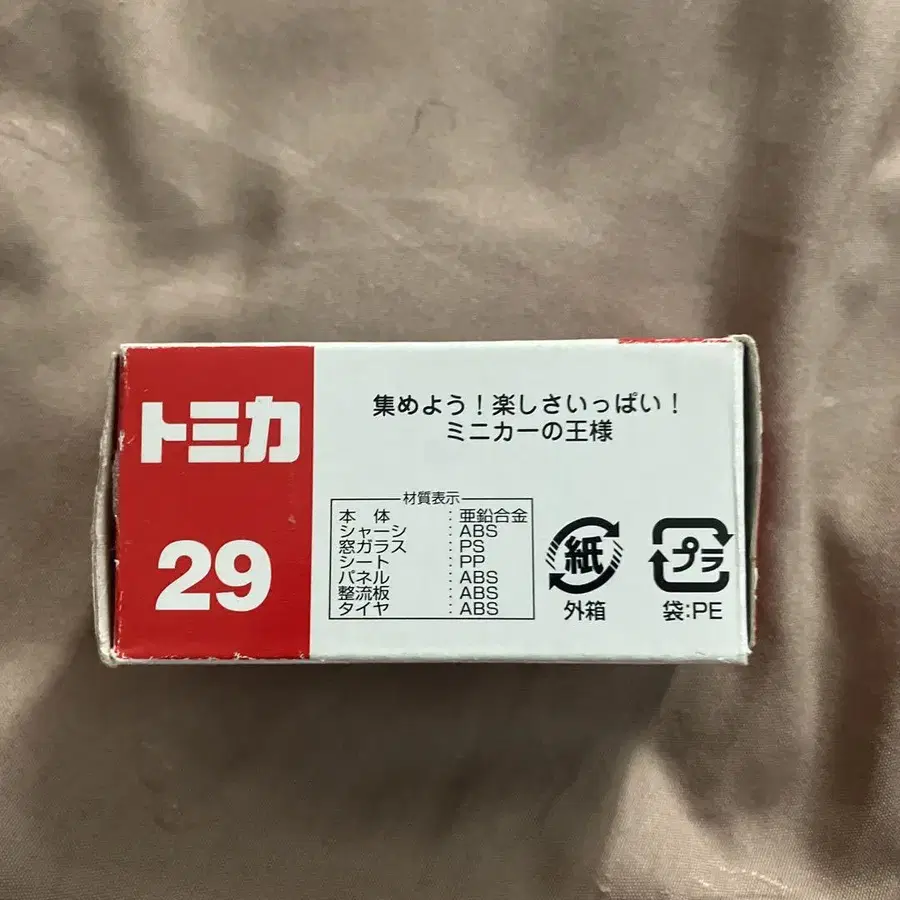 トミカ
29
集めよう！楽しさいっぱい！
ミニカーの王様
材質表示
本　体　：亜鉛合金
シャーシ　：ABS
窓ガラス　：PS
シート　：PP
パネル　：ABS
整流板　：ABS
タイヤ　：ABS
紙
外箱
プラ
袋:PE